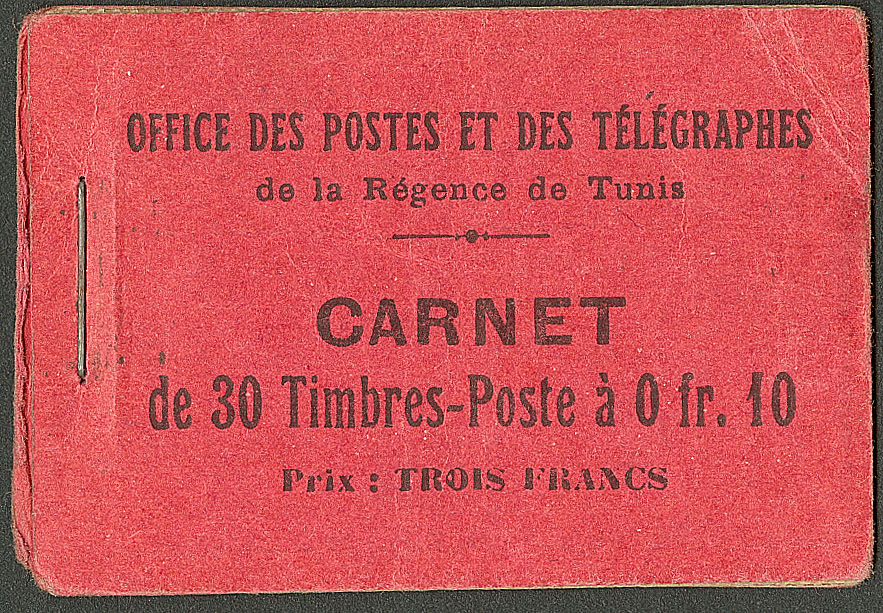 OFFICE DES POSTES ET DES TÉLÉGRAPHES
de la Régence de Tunis
CARNET
de 30 Timbres-Poste à 0 fr. 10
Prix : TROIS FRANCS